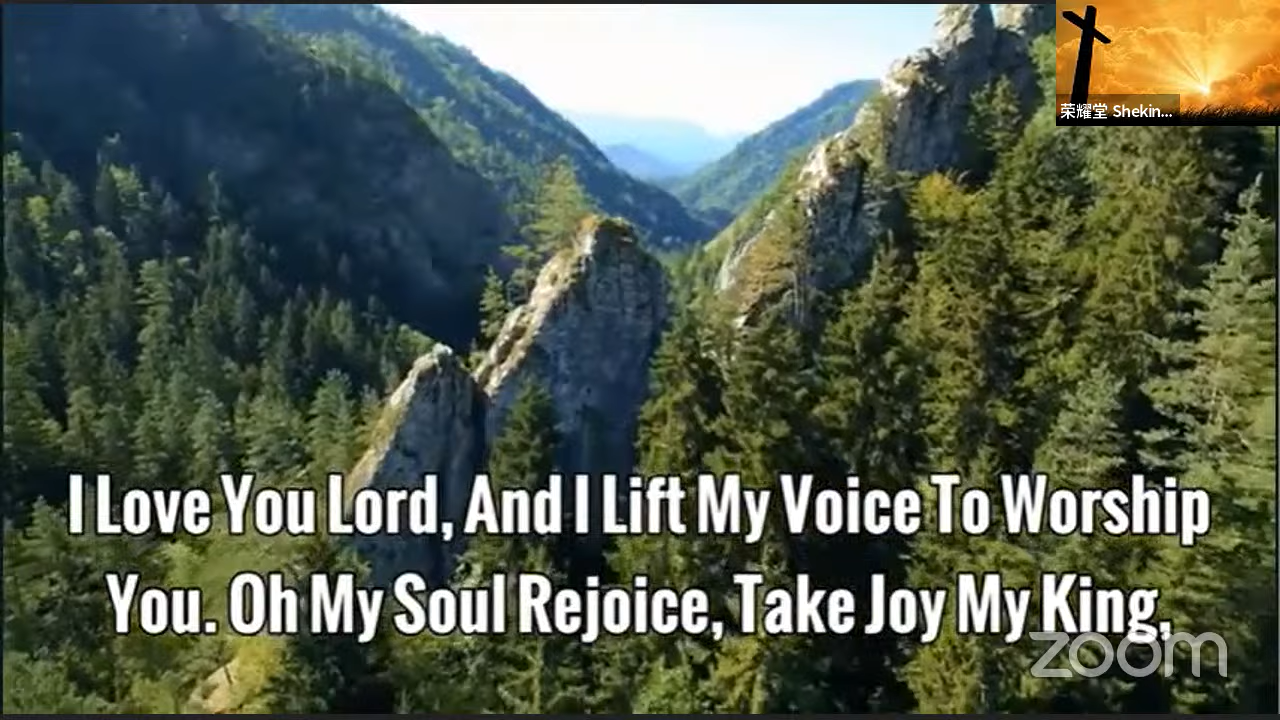 荣耀堂 Shekin...
I Love You Lord, And I Lift My Voice To Worship
You. Oh My Soul Rejoice, Take Joy My King,
zoom